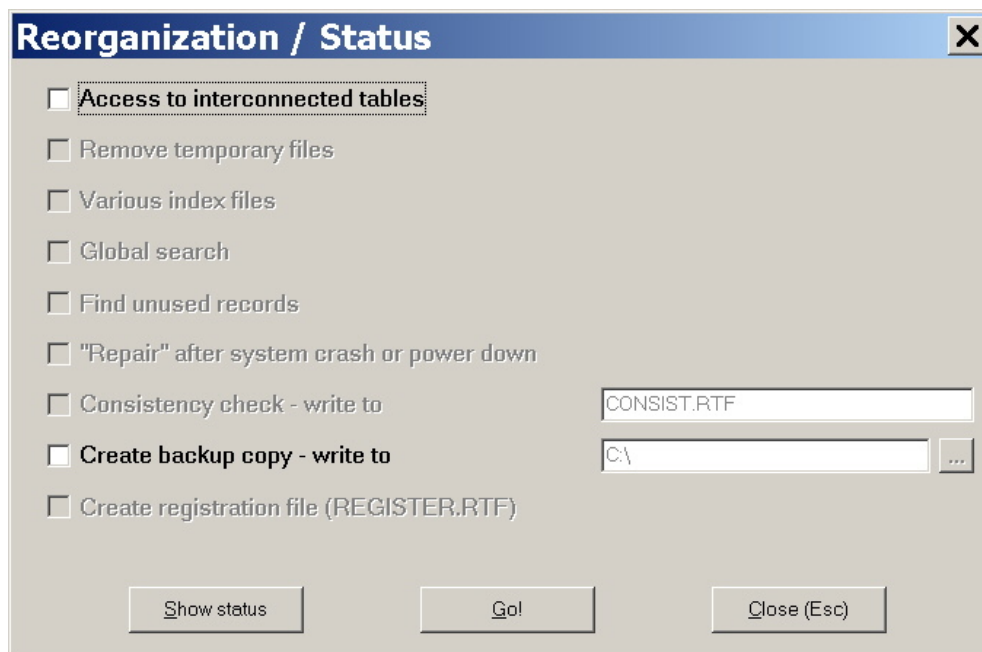 Reorganization / Status
Access to interconnected tables
Remove temporary files
Various index files
Global search
Find unused records
"Repair" after system crash or power down
Consistency check - write to CONSIST.RTF
Create backup copy - write to C:\ ...
Create registration file (REGISTER.RTF)
Show status Go! Close (Esc)